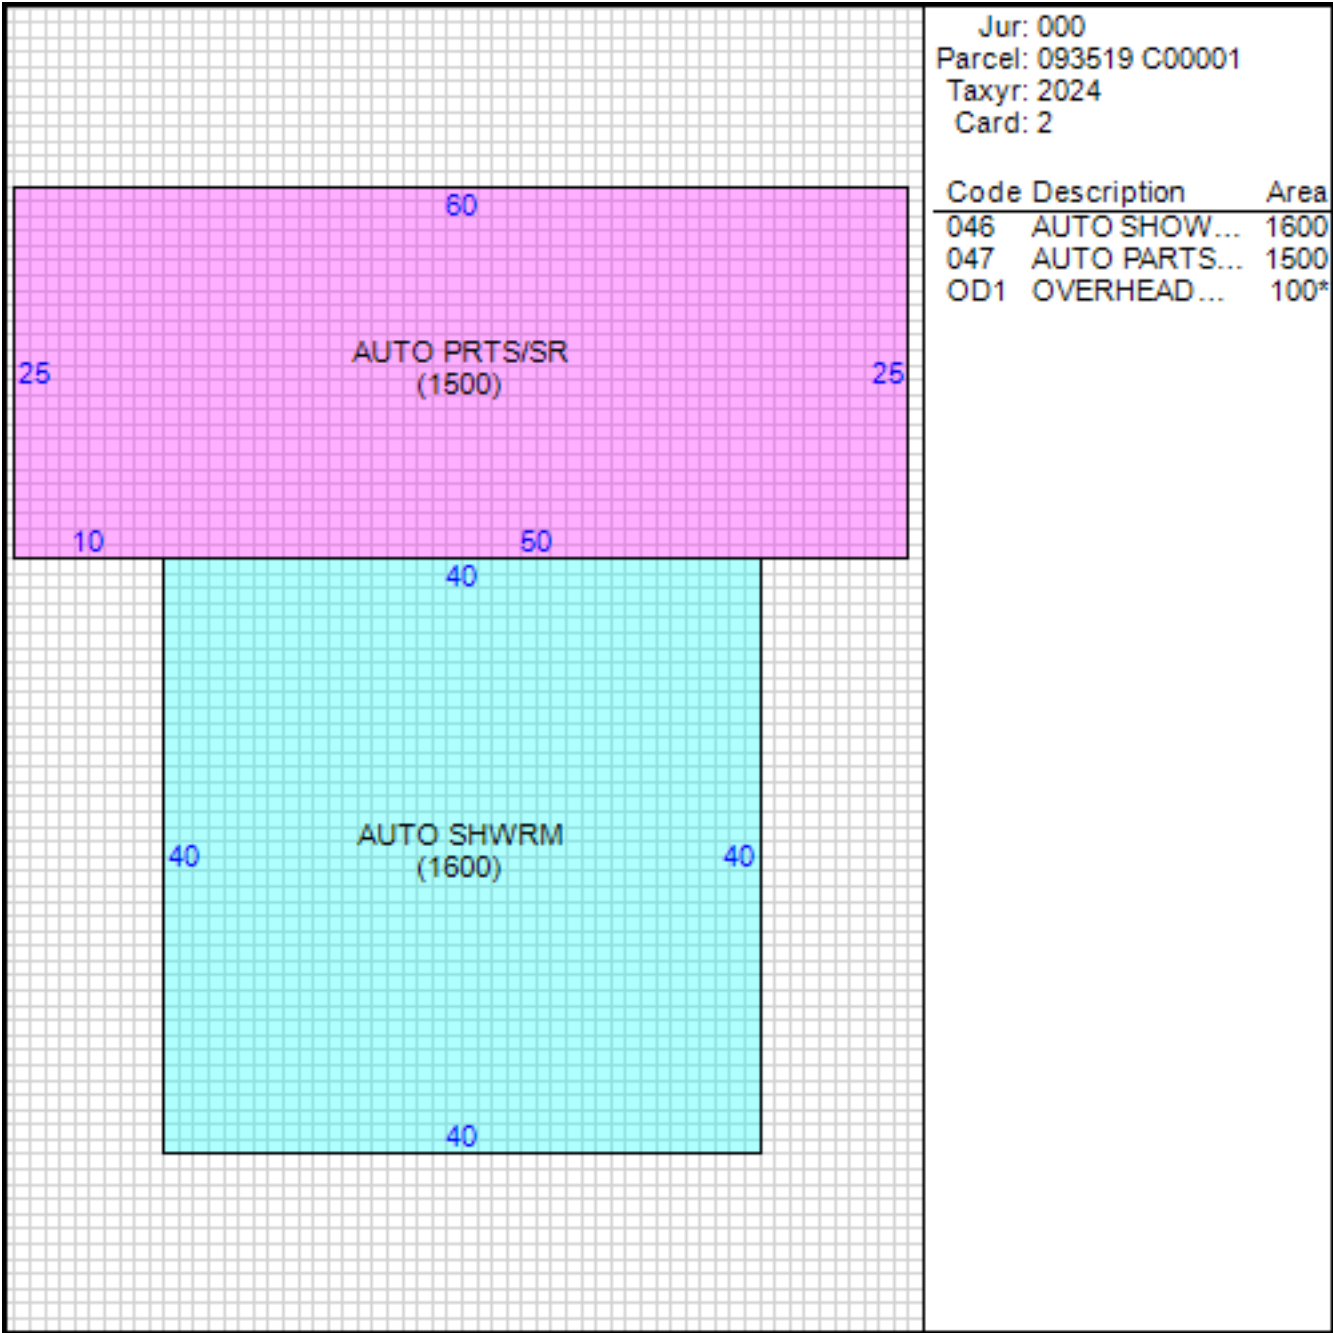 Jur: 000
Parcel: 093519 C00001
Taxyr: 2024
Card: 2
Code Description Area
046 AUTO SHOW... 1600
047 AUTO PARTS... 1500
OD1 OVERHEAD... 100*
60
AUTO PRTS/SR
25 25
(1500)
10 50
40
AUTO SHWRM
40 40
(1600)
40